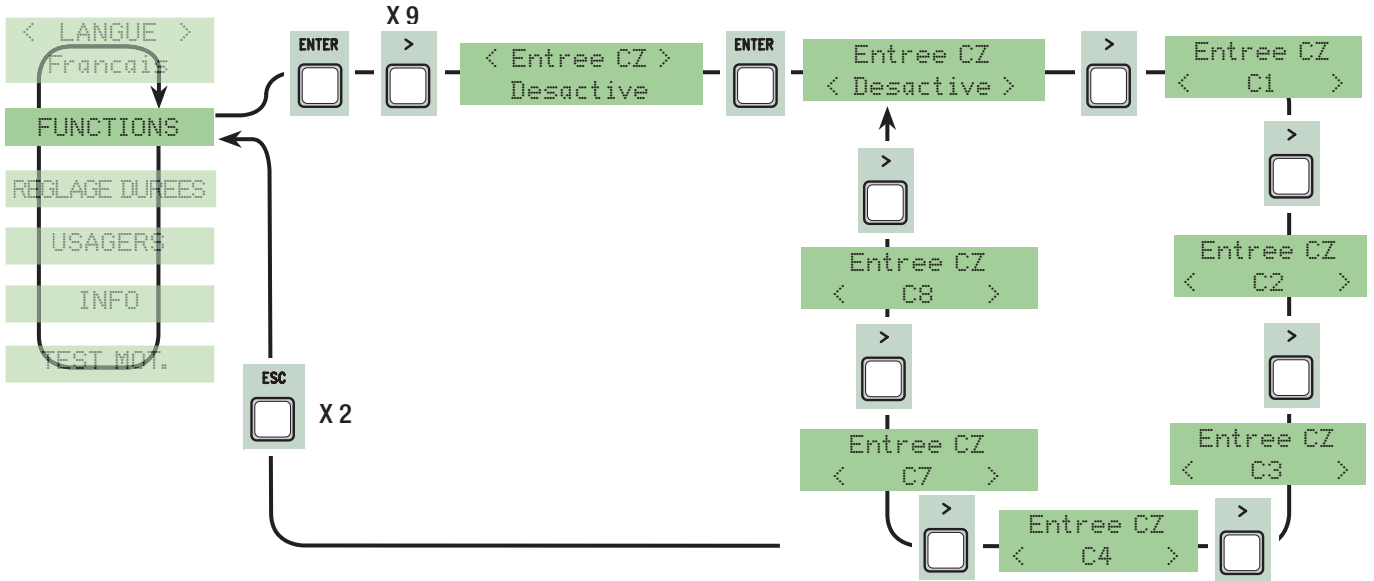 X 9
< LANGUE >
Francais
FUNCTIONS
REGLAGE DUREES
USAGERS
INFO
TEST MOT.
ENTER
>
< Entree CZ >
Desactive
ENTER
Entree CZ
< Desactive >
>
Entree CZ
< C1 >
>
Entree CZ
< C2 >
>
Entree CZ
< C3 >
>
Entree CZ
< C4 >
>
Entree CZ
< C7 >
>
Entree CZ
< C8 >
>
ESC
X 2